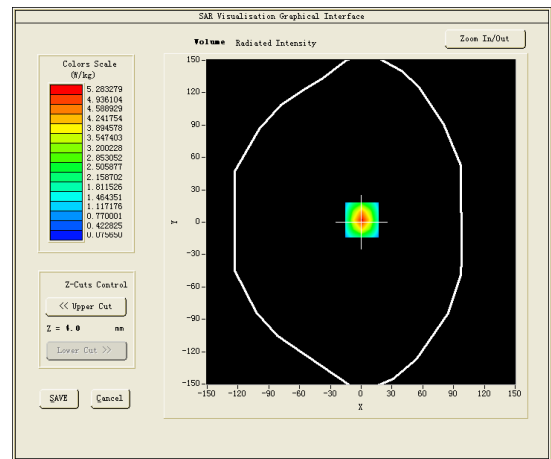 SAR Visualisation Graphical Interface
Volume Radiated Intensity
Zoom In/Out
Colors Scale
(W/kg)
5.283279
4.936104
4.588929
4.241754
3.894578
3.547403
3.200228
2.853052
2.505877
2.158702
1.811526
1.464351
1.117176
0.770001
0.422825
0.075650
Z-Cuts Control
<< Upper Cut
Z = 4.0 mm
Lower Cut >>
SAVE Cancel
150
120
90
60
30
0
-30
-60
-90
-120
-150
Y
-150 -120 -90 -60 -30 0 30 60 90 120 150
X